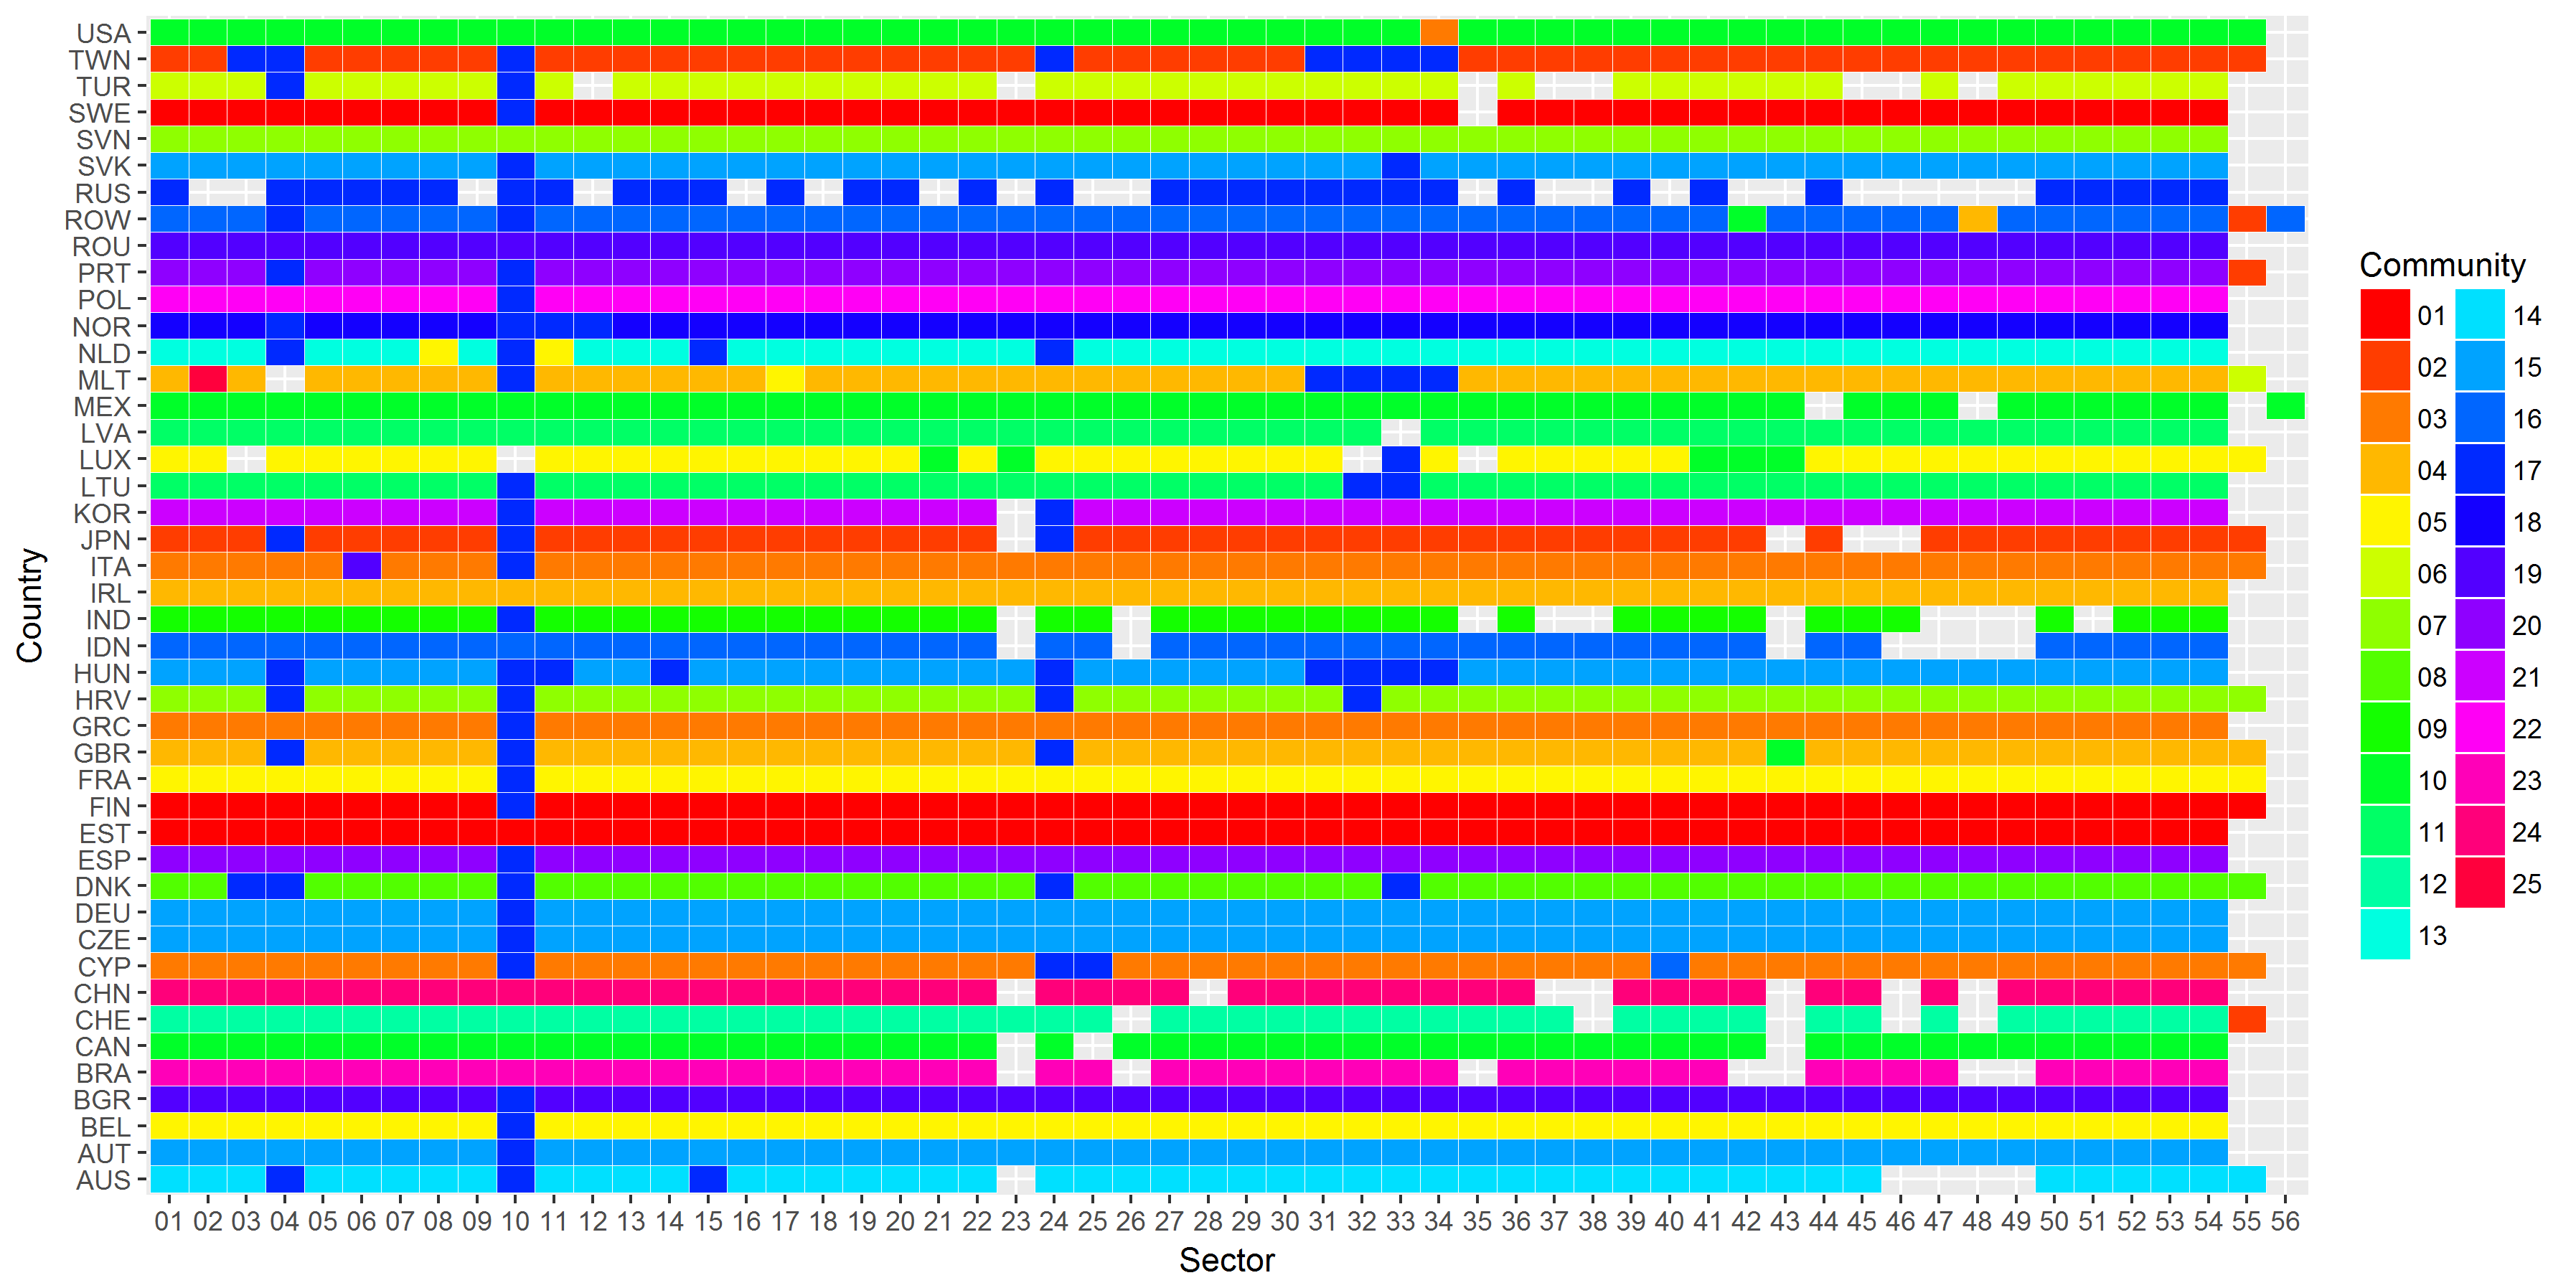 Country
USA
TWN
TUR
SWE
SVN
SVK
RUS
ROW
ROU
PRT
POL
NOR
NLD
MLT
MEX
LVA
LUX
LTU
KOR
JPN
ITA
IRL
IND
IDN
HUN
HRV
GRC
GBR
FRA
FIN
EST
ESP
DNK
DEU
CZE
CYP
CHN
CHE
CAN
BRA
BGR
BEL
AUT
AUS
01 02 03 04 05 06 07 08 09 10 11 12 13 14 15 16 17 18 19 20 21 22 23 24 25 26 27 28 29 30 31 32 33 34 35 36 37 38 39 40 41 42 43 44 45 46 47 48 49 50 51 52 53 54 55 56
Sector
Community
01 14
02 15
03 16
04 17
05 18
06 19
07 20
08 21
09 22
10 23
11 24
12 25
13